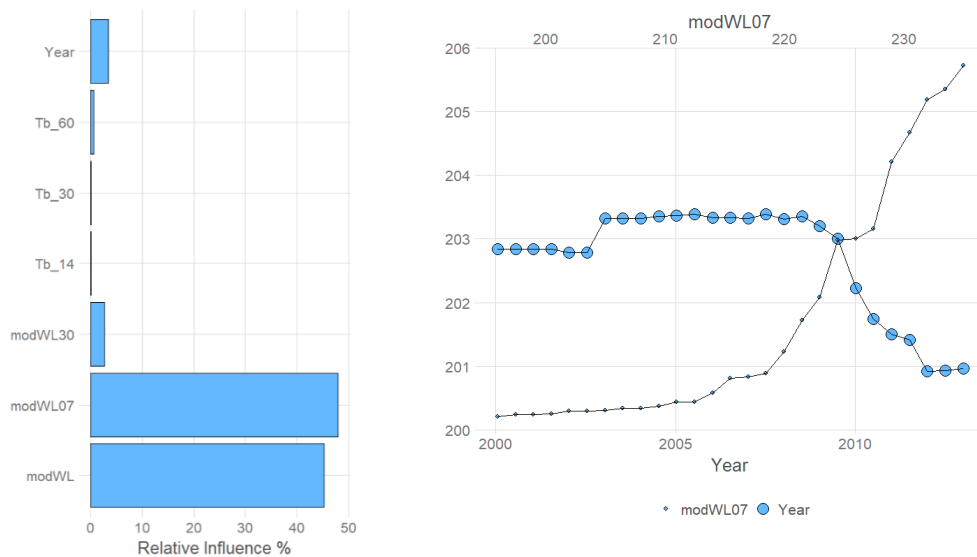 Year
Tb_60
Tb_30
Tb_14
modWL30
modWL07
modWL
0 10 20 30 40 50
Relative Influence %
modWL07
200 210 220 230
206
205
204
203
202
201
200
2000 2005 2010
Year
modWL07 Year